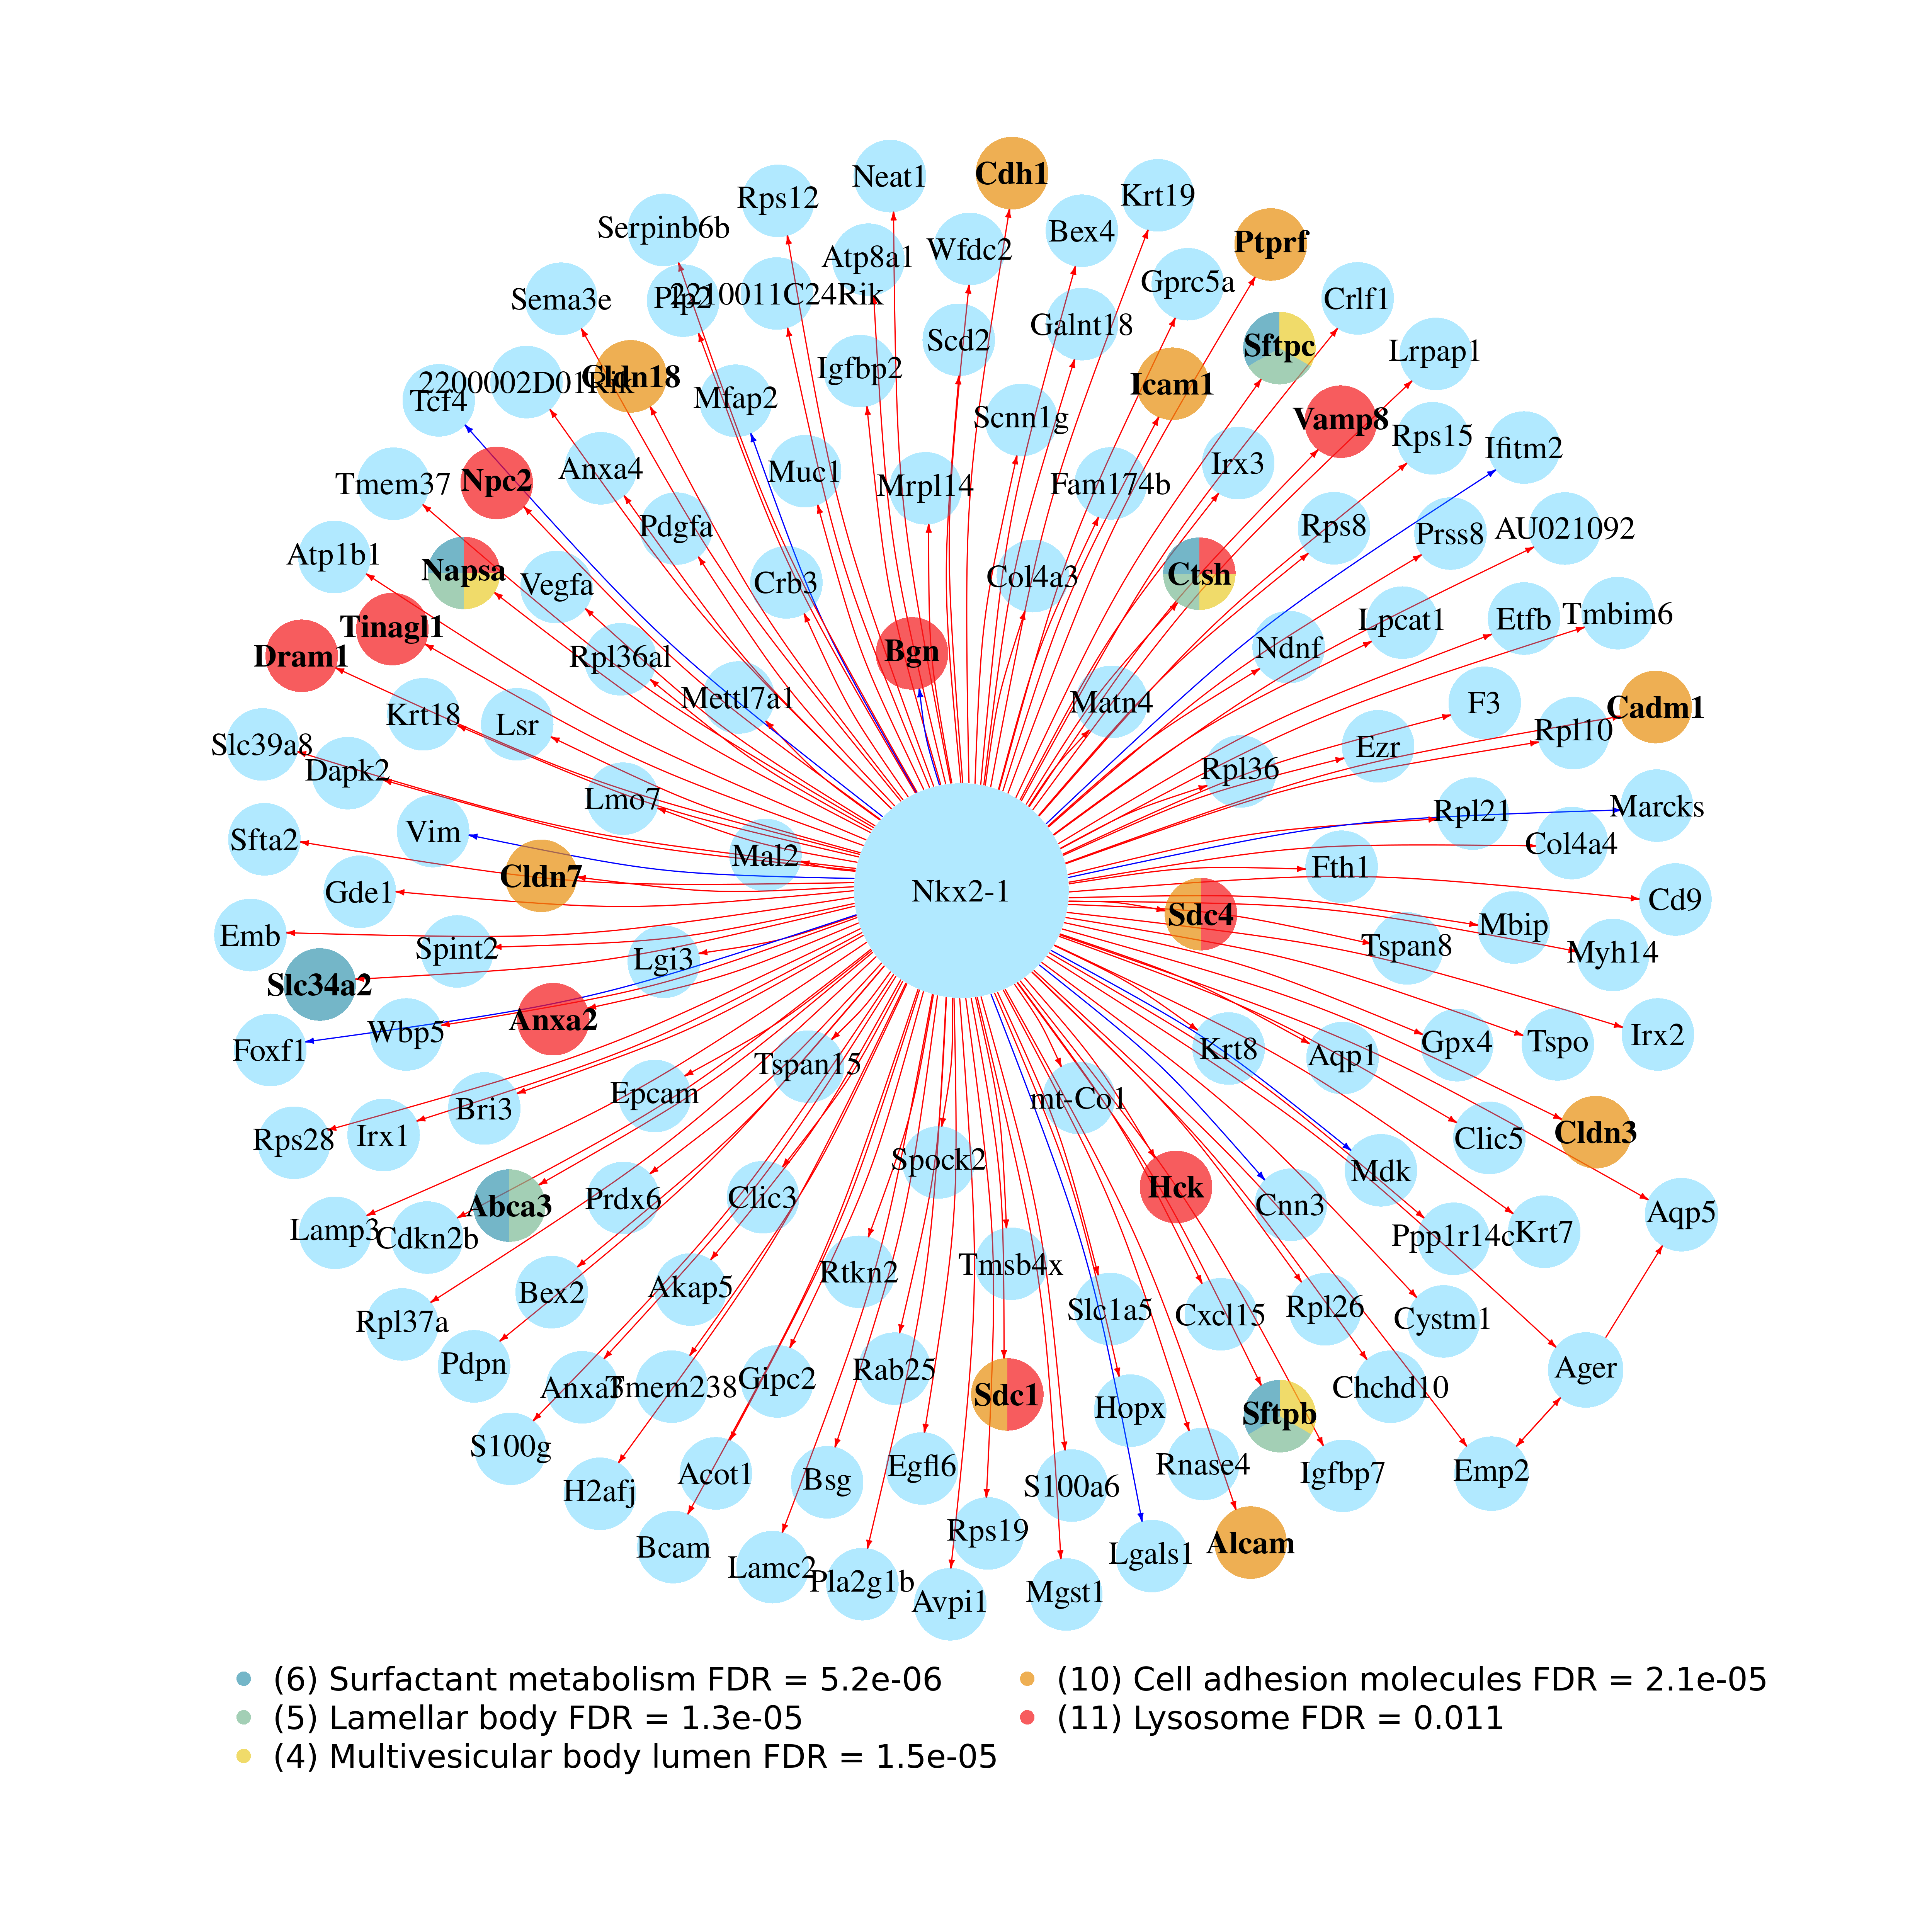 Cdh1
Neat1
Krt19
Rps12
Serpinb6b
Bex4
Ptprf
Wfdc2
Atp8a1
Gprc5a
Plp2
2210011C24Rik
Sema3e
Crlf1
Galnt18
Scd2
Sftpc
Lrpap1
Igfbp2
Cldn18
2200002D01Rik
Icam1
Tcf4
Mfap2
Scnn1g
Vamp8
Rps15
Ifitm2
Irx3
Anxa4
Muc1
Npc2
Tmem37
Mrpl14
Fam174b
Pdgfa
Rps8
Prss8
AU021092
Atp1b1
Napsa
Vegfa
Crb3
Col4a3
Ctsh
Tmbim6
Lpcat1
Etfb
Tinagl1
Ndnf
Bgn
Dram1
Rpl36al
Mettl7a1
Matn4
F3
Cadm1
Krt18
Lsr
Rpl10
Slc39a8
Ezr
Dapk2
Rpl36
Lmo7
Marcks
Rpl21
Vim
Sfta2
Col4a4
Mal2
Fth1
Cldn7
Gde1
Nkx2-1
Cd9
Sdc4
Mbip
Emb
Spint2
Tspan8
Myh14
Lgi3
Slc34a2
Anxa2
Wbp5
Irx2
Gpx4
Tspo
Foxf1
Krt8
Aqp1
Tspan15
Epcam
mt-Co1
Bri3
Cldn3
Irx1
Rps28
Clic5
Spock2
Mdk
Hck
Clic3
Prdx6
Abca3
Cnn3
Aqp5
Lamp3
Krt7
Ppp1r14c
Cdkn2b
Tmsb4x
Rtkn2
Akap5
Bex2
Slc1a5
Rpl26
Cxcl15
Cystm1
Rpl37a
Pdpn
Rab25
Ager
Gipc2
Tmem238
Anxa3
Chchd10
Sdc1
Hopx
Sftpb
S100g
Egfl6
Rnase4
Emp2
Igfbp7
Acot1
Bsg
S100a6
H2afj
Rps19
Alcam
Bcam
Lgals1
Lamc2
Pla2g1b
Mgst1
Avpi1
(6) Surfactant metabolism FDR = 5.2e-06
(5) Lamellar body FDR = 1.3e-05
(4) Multivesicular body lumen FDR = 1.5e-05
(10) Cell adhesion molecules FDR = 2.1e-05
(11) Lysosome FDR = 0.011